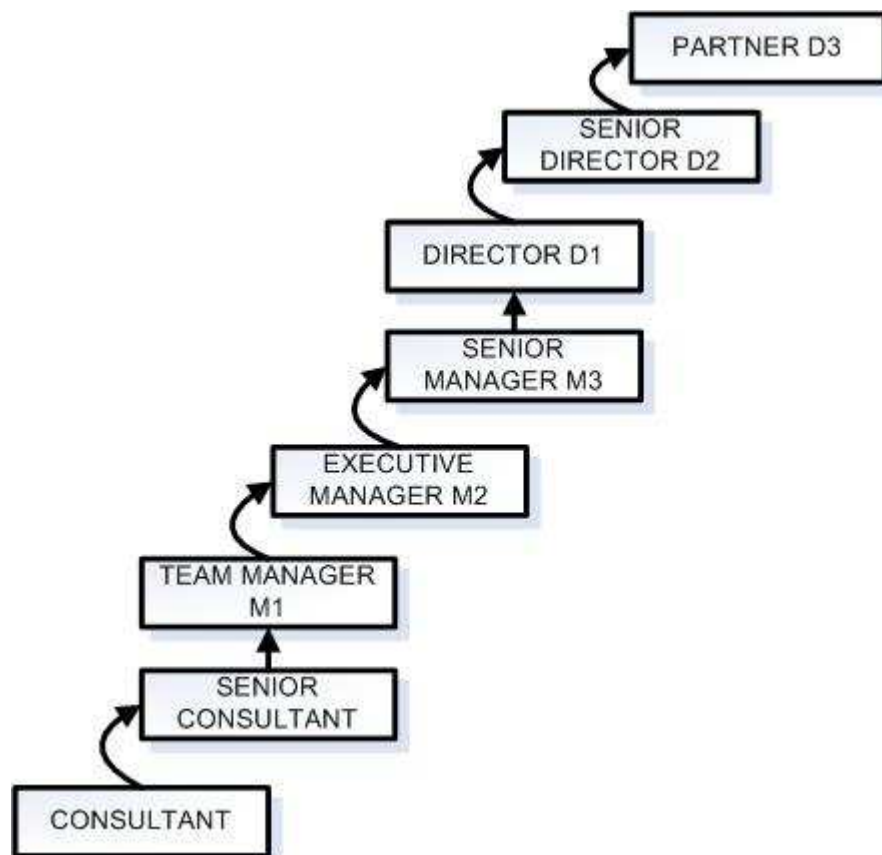 PARTNER D3
SENIOR
DIRECTOR D2
DIRECTOR D1
SENIOR
MANAGER M3
EXECUTIVE
MANAGER M2
TEAM MANAGER
M1
SENIOR
CONSULTANT
CONSULTANT